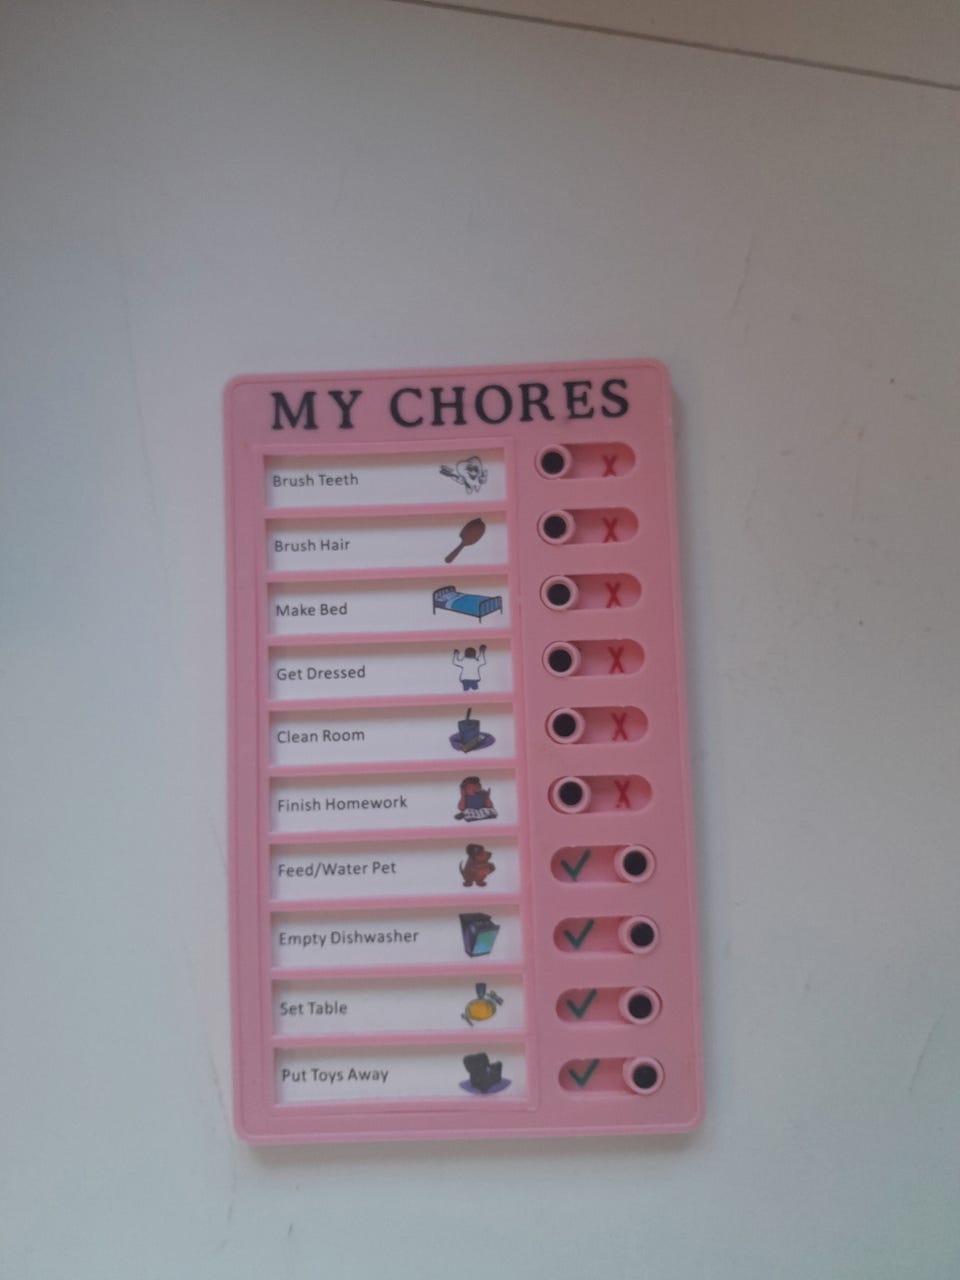 MY CHORES
Brush Teeth X
Brush Hair X
Make Bed X
Get Dressed X
Clean Room X
Finish Homework X
Feed/Water Pet ✓
Empty Dishwasher ✓
Set Table ✓
Put Toys Away ✓